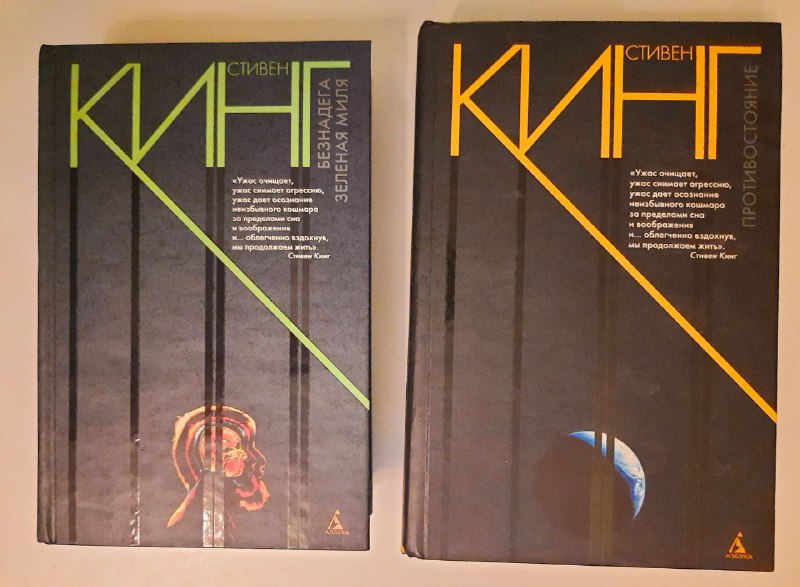 СТИВЕН
КИНГ
БЕЗНАДЕГА
ЗЕЛЕНАЯ МИЛЯ
«Ужас очищает,
ужас снимает агрессию,
ужас дает осознание
неизбывного кошмара
за пределами сна
и воображения
и... облегченно вздохнув,
мы продолжаем жить».
Стивен Кинг
АЗБУКА
СТИВЕН
КИНГ
ПРОТИВОСТОЯНИЕ
«Ужас очищает,
ужас снимает агрессию,
ужас дает осознание
неизбывного кошмара
за пределами сна
и воображения
и... облегченно вздохнув,
мы продолжаем жить».
Стивен Кинг
АЗБУКА